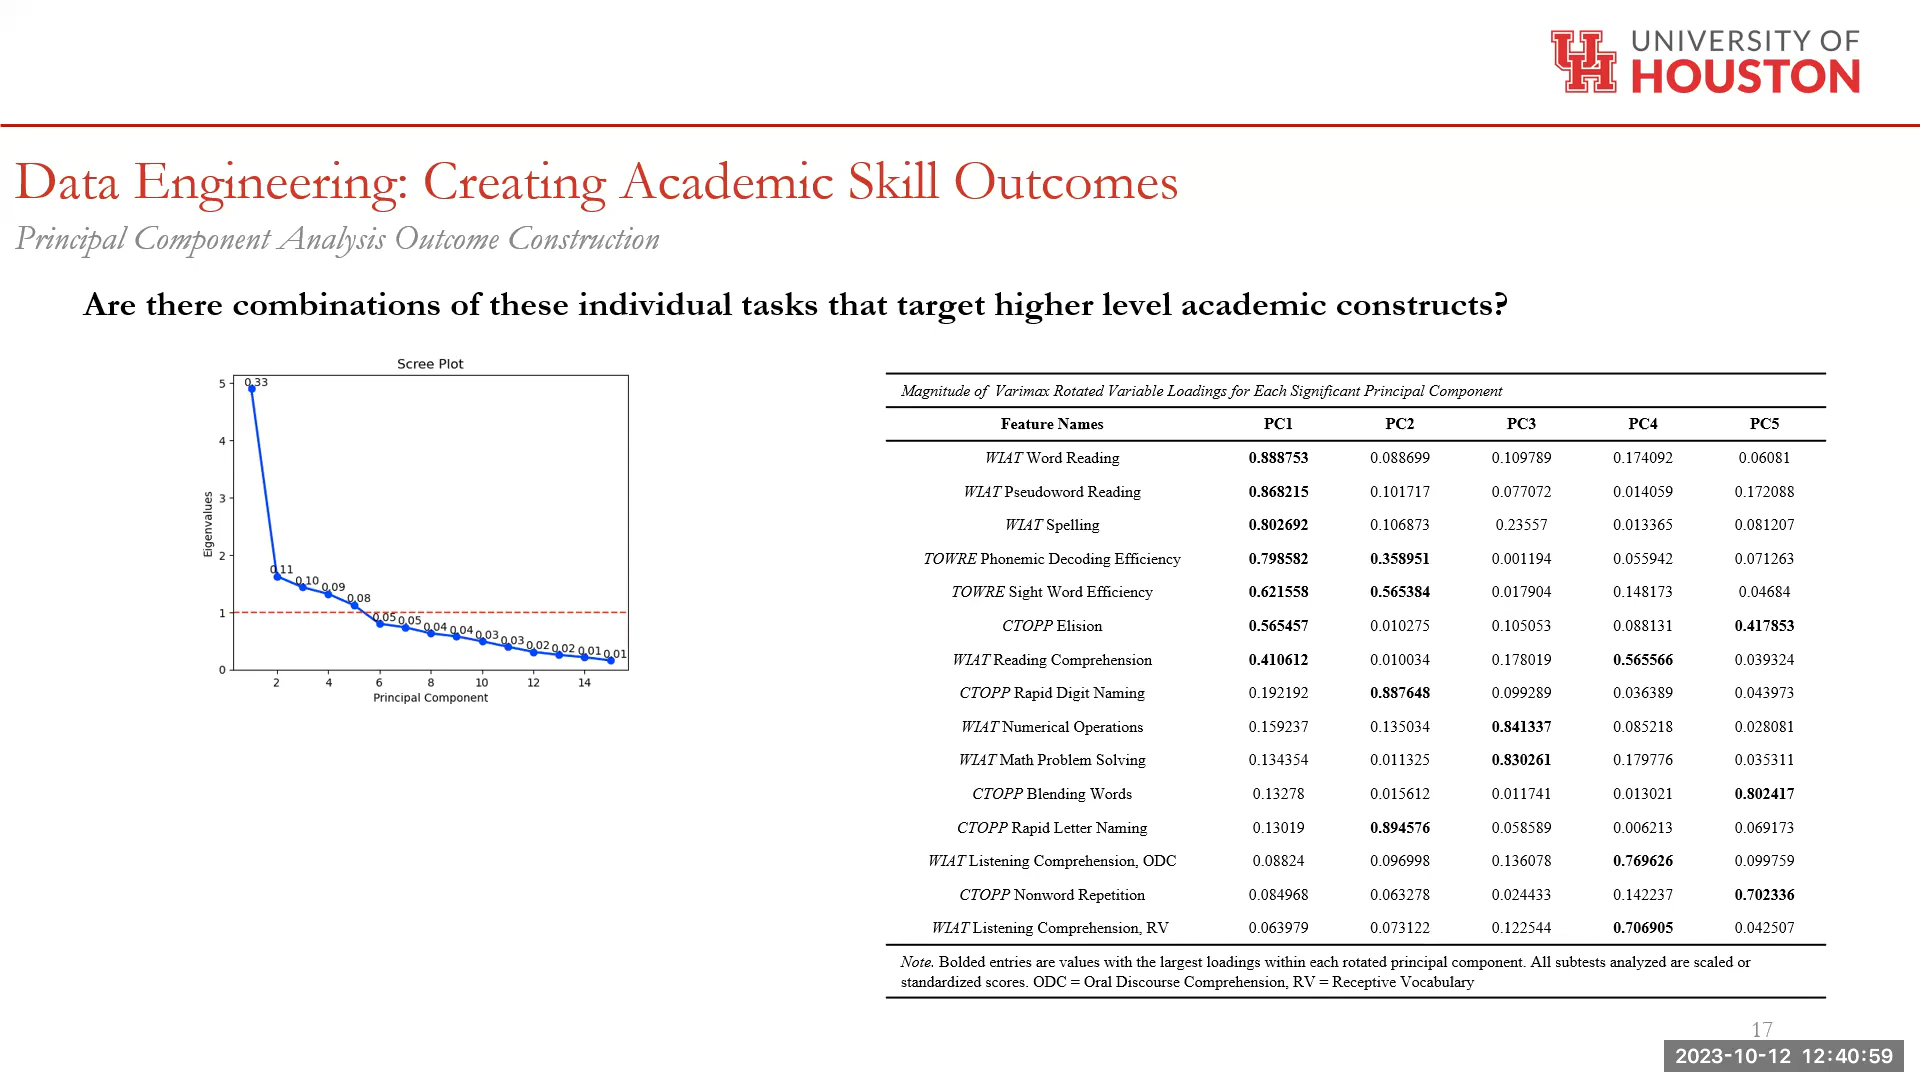 UNIVERSITY OF
HOUSTON
Data Engineering: Creating Academic Skill Outcomes
Principal Component Analysis Outcome Construction
Are there combinations of these individual tasks that target higher level academic constructs?
Scree Plot
Eigenvalues
5
4
3
2
1
0
0.33
0.11
0.10
0.09
0.08
0.05
0.05
0.04
0.04
0.03
0.03
0.02
0.02
0.01
0.01
2 4 6 8 10 12 14
Principal Component
Magnitude of Varimax Rotated Variable Loadings for Each Significant Principal Component
Feature Names PC1 PC2 PC3 PC4 PC5
WIAT Word Reading 0.888753 0.088699 0.109789 0.174092 0.06081
WIAT Pseudoword Reading 0.868215 0.101717 0.077072 0.014059 0.172088
WIAT Spelling 0.802692 0.106873 0.23557 0.013365 0.081207
TOWRE Phonemic Decoding Efficiency 0.798582 0.358951 0.001194 0.055942 0.071263
TOWRE Sight Word Efficiency 0.621558 0.565384 0.017904 0.148173 0.04684
CTOPP Elision 0.565457 0.010275 0.105053 0.088131 0.417853
WIAT Reading Comprehension 0.410612 0.010034 0.178019 0.565566 0.039324
CTOPP Rapid Digit Naming 0.192192 0.887648 0.099289 0.036389 0.043973
WIAT Numerical Operations 0.159237 0.135034 0.841337 0.085218 0.028081
WIAT Math Problem Solving 0.134354 0.011325 0.830261 0.179776 0.035311
CTOPP Blending Words 0.13278 0.015612 0.011741 0.013021 0.802417
CTOPP Rapid Letter Naming 0.13019 0.894576 0.058589 0.006213 0.069173
WIAT Listening Comprehension, ODC 0.08824 0.096998 0.136078 0.769626 0.099759
CTOPP Nonword Repetition 0.084968 0.063278 0.024433 0.142237 0.702336
WIAT Listening Comprehension, RV 0.063979 0.073122 0.122544 0.706905 0.042507
Note. Bolded entries are values with the largest loadings within each rotated principal component. All subtests analyzed are scaled or
standardized scores. ODC = Oral Discourse Comprehension, RV = Receptive Vocabulary
17
2023-10-12 12:40:59